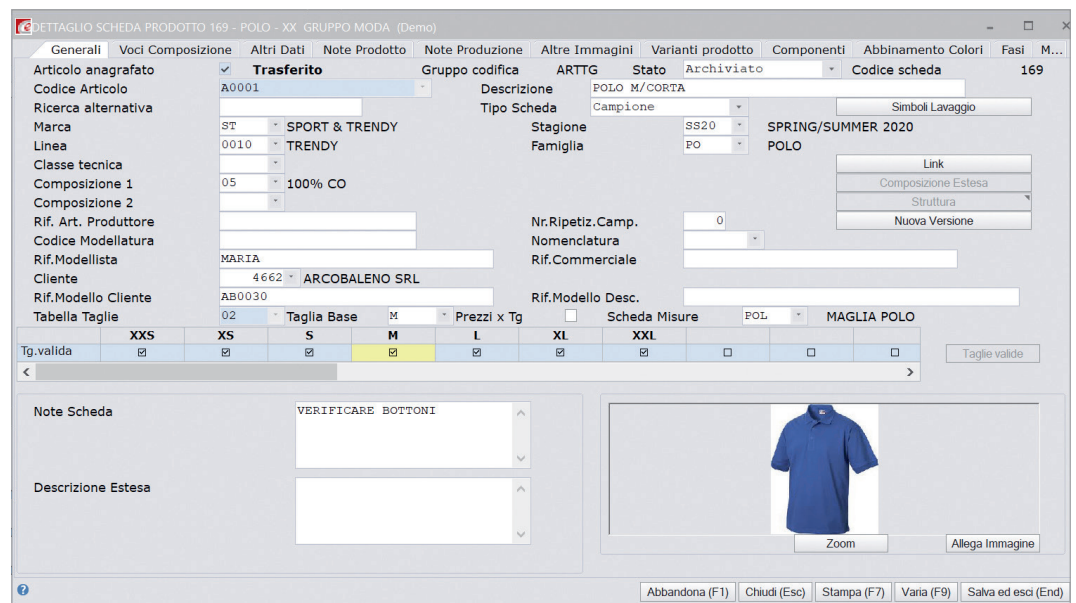 DETTAGLIO SCHEDA PRODOTTO 169 - POLO - XX GRUPPO MODA (Demo)
Generali Voci Composizione Altri Dati Note Prodotto Note Produzione Altre Immagini Varianti prodotto Componenti Abbinamento Colori Fasi M...
Articolo anagrafato Trasferito Gruppo codifica ARTTG Stato Archiviato Codice scheda 169
Codice Articolo A0001 Descrizione POLO M/CORTA
Ricerca alternativa Tipo Scheda Campione Simboli Lavaggio
Marca ST SPORT & TRENDY Stagione SS20 SPRING/SUMMER 2020
Linea 0010 TRENDY Famiglia PO POLO
Classe tecnica Link
Composizione 1 05 100% CO Composizione Estesa
Composizione 2 Struttura
Rif. Art. Produttore Nr.Ripetiz.Camp. 0 Nuova Versione
Codice Modellatura Nomenclatura
Rif.Modellista MARIA Rif.Commerciale
Cliente 4662 ARCOBALENO SRL
Rif.Modello Cliente AB0030 Rif.Modello Desc.
Tabella Taglie 02 Taglia Base M Prezzi x Tg Scheda Misure POL MAGLIA POLO
XXS XS S M L XL XXL
Tg.valida Taglie valide
Note Scheda VERIFICARE BOTTONI
Descrizione Estesa
Zoom Allega Immagine
Abbandona (F1) Chiudi (Esc) Stampa (F7) Varia (F9) Salva ed esci (End)